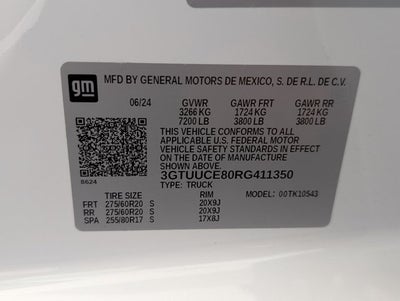 gm
MFD BY GENERAL MOTORS DE MEXICO, S. DE R.L. DE C.V.
06/24 GVWR GAWR FRT GAWR RR
3266 KG 1724 KG 1724 KG
7200 LB 3800 LB 3800 LB
THIS VEHICLE CONFORMS TO ALL
APPLICABLE U.S. FEDERAL MOTOR
VEHICLE SAFETY STANDARDS IN
EFFECT ON THE DATE OF MANUFACTURE
SHOWN ABOVE.
3GTUUCE80RG411350
8624 TYPE: TRUCK MODEL: 00TK10543
TIRE SIZE RIM
FRT 275/60R20 S 20X9J
RR 275/60R20 S 20X9J
SPA 255/80R17 S 17X8J